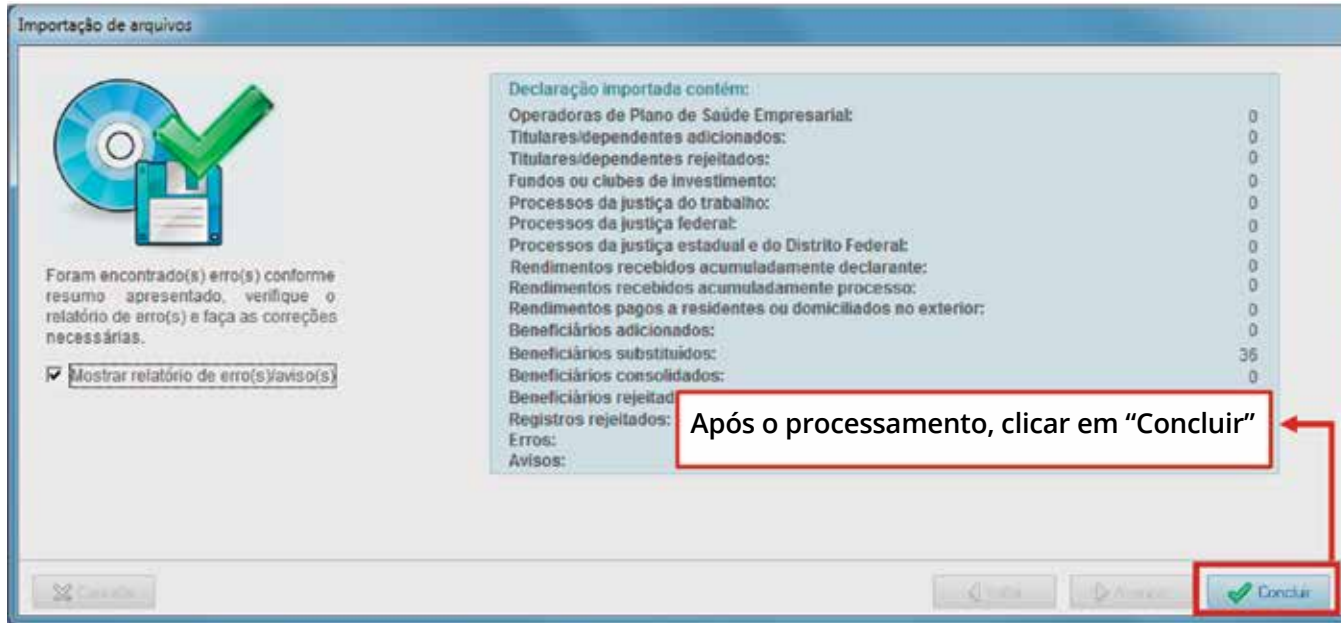 Importação de arquivos
Declaração importada contém:
Operadoras de Plano de Saúde Empresarial: 0
Titulares/dependentes adicionados: 0
Titulares/dependentes rejeitados: 0
Fundos ou clubes de investimento: 0
Processos da justiça do trabalho: 0
Processos da justiça federal: 0
Processos da justiça estadual e do Distrito Federal: 0
Rendimentos recebidos acumuladamente declarante: 0
Rendimentos recebidos acumuladamente processo: 0
Rendimentos pagos a residentes ou domiciliados no exterior: 0
Beneficiários adicionados: 0
Beneficiários substituídos: 36
Beneficiários consolidados: 0
Beneficiários rejeitad
Registros rejeitados:
Erros:
Avisos:
Foram encontrado(s) erro(s) conforme
resumo apresentado, verifique o
relatório de erro(s) e faça as correções
necessárias.
Mostrar relatório de erro(s)/aviso(s)
Após o processamento, clicar em “Concluir”
Concluir